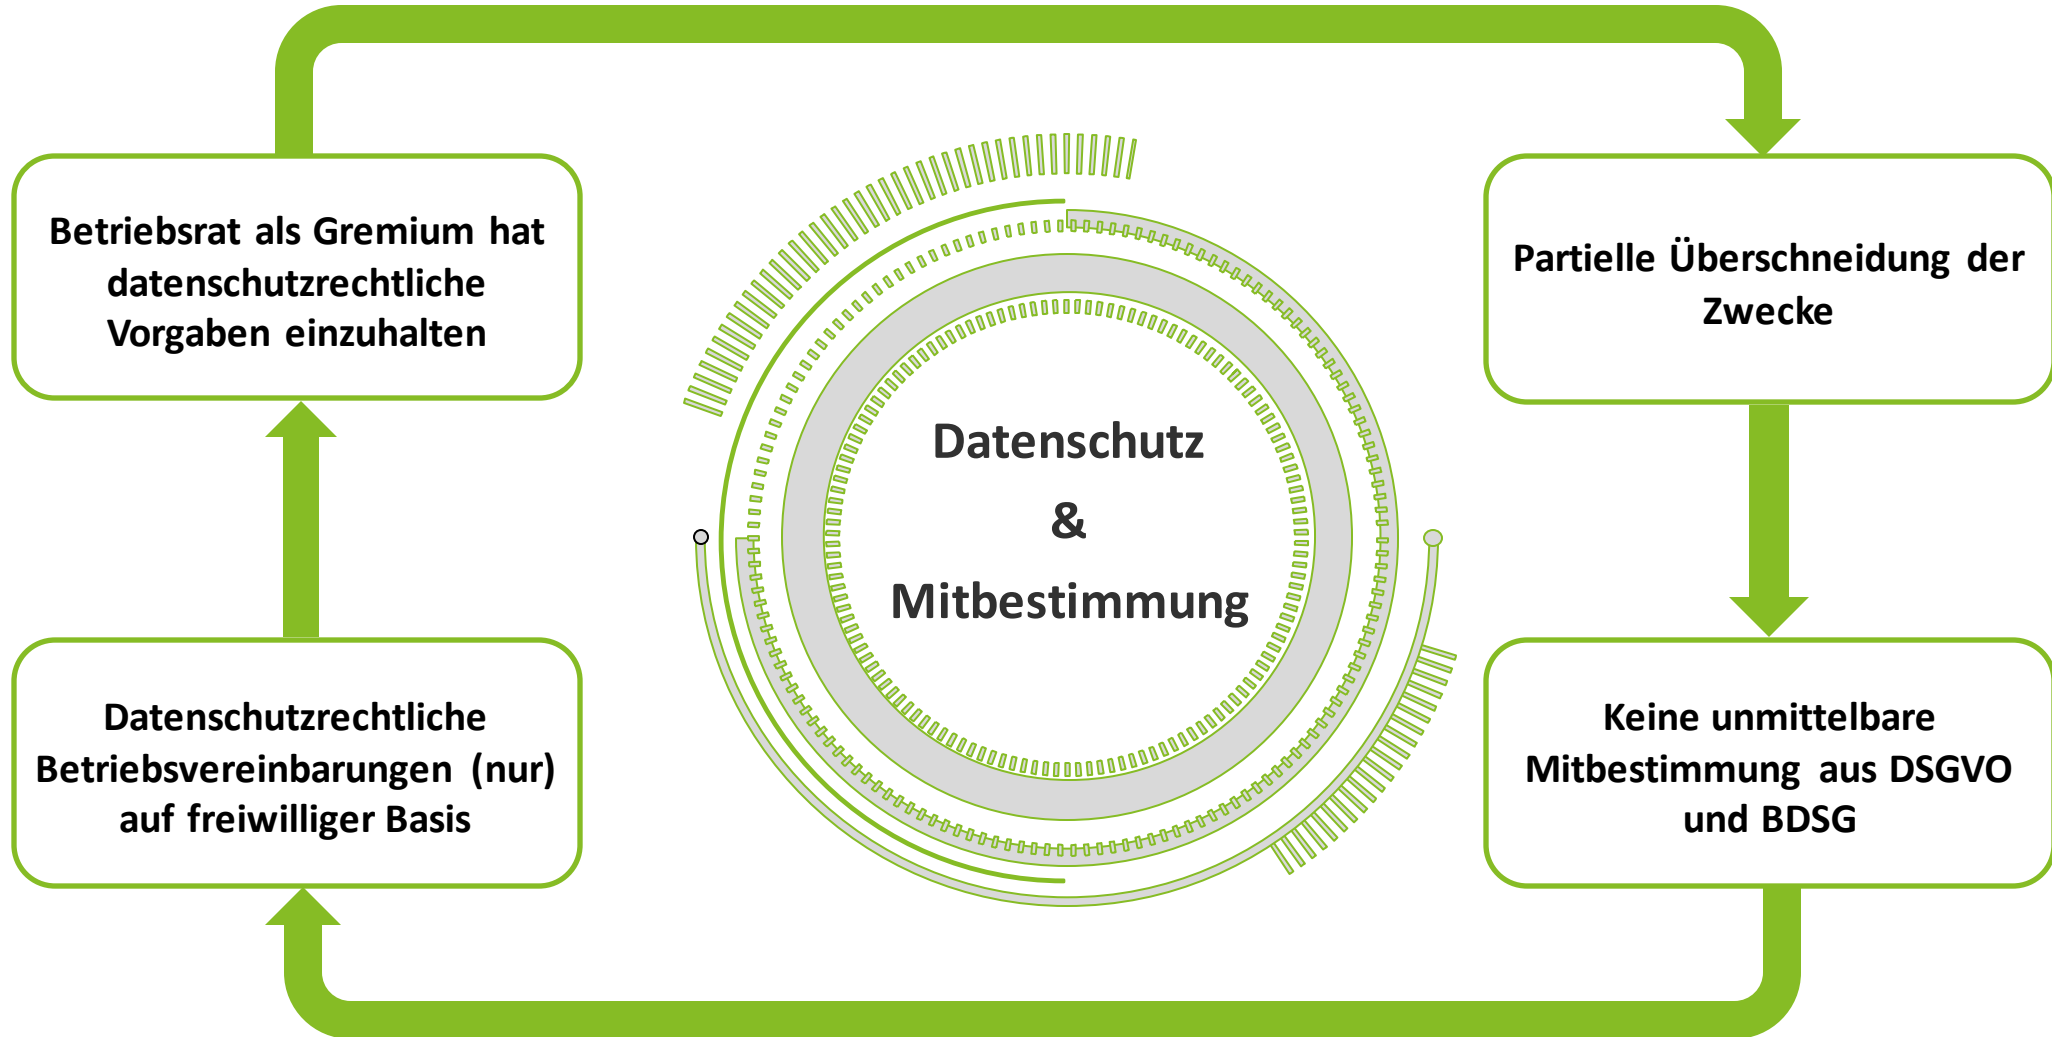 Betriebsrat als Gremium hat
datenschutzrechtliche
Vorgaben einzuhalten
Partielle Überschneidung der
Zwecke
Datenschutz
&
Mitbestimmung
Datenschutzrechtliche
Betriebsvereinbarungen (nur)
auf freiwilliger Basis
Keine unmittelbare
Mitbestimmung aus DSGVO
und BDSG